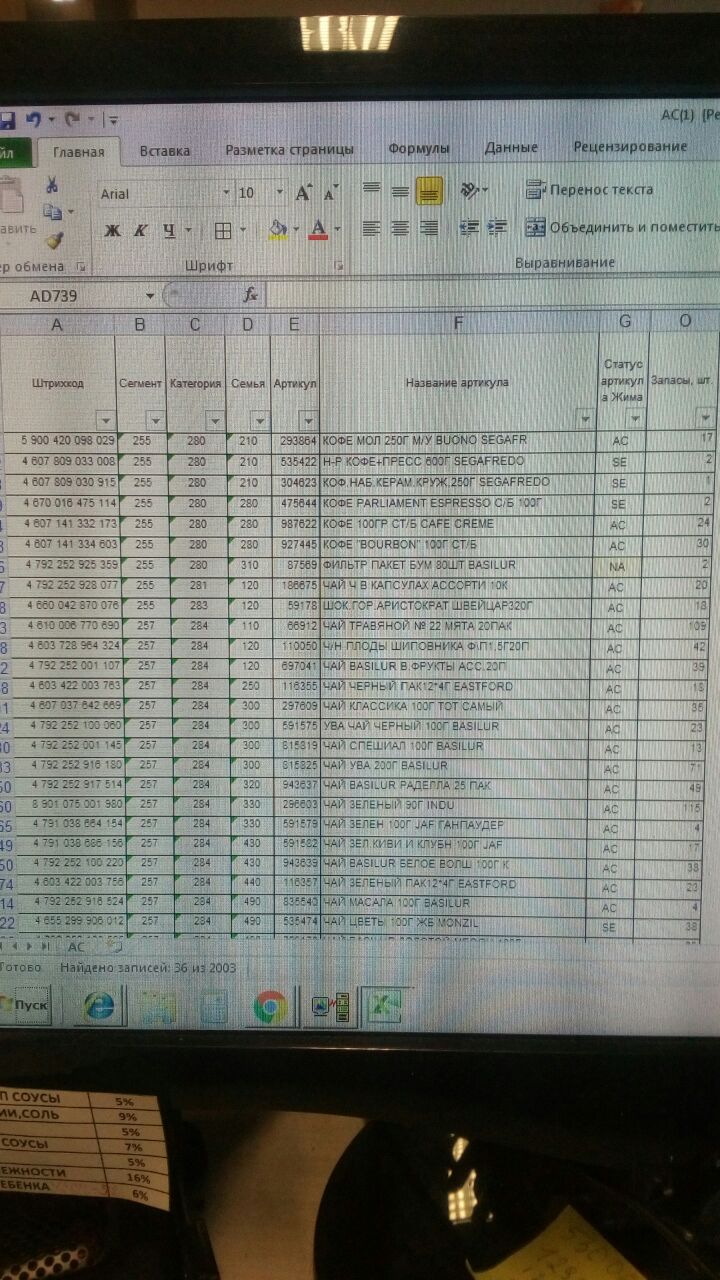 АС(1) (Ре
йл Главная Вставка Разметка страницы Формулы Данные Рецензирование
Arial 10 А А Перенос текста
авить Ж К Ч А Объединить и поместить
ер обмена Шрифт Выравнивание
AD739 fx
A B C D E F G O
Штрихкод Сегмент Категория Семья Артикул Название артикула Статус артикул а Жима Запасы, шт.
5 900 420 098 029 255 280 210 293864 КОФЕ МОЛ 250Г М/У BUONO SEGAFR AC 17
4 607 809 033 008 255 280 210 535422 Н-Р КОФЕ+ПРЕСС 600Г SEGAFREDO SE 2
4 607 809 030 915 255 280 210 304623 КОФ.НАБ.КЕРАМ.КРУЖ.250Г SEGAFREDO SE 1
4 670 016 475 114 255 280 280 475644 КОФЕ PARLIAMENT ESPRESSO С/Б 100Г SE 2
4 607 141 332 173 255 280 280 987622 КОФЕ 100ГР СТ/Б CAFE CREME AC 24
4 607 141 334 603 255 280 280 927445 КОФЕ "BOURBON" 100Г СТ/Б AC 30
4 792 252 925 359 255 280 310 87569 ФИЛЬТР ПАКЕТ БУМ 80ШТ BASILUR NA 2
4 792 252 928 077 255 281 120 186675 ЧАЙ Ч В КАПСУЛАХ АССОРТИ 10К AC 20
4 660 042 870 076 255 283 120 59178 ШОК.ГОР.АРИСТОКРАТ ШВЕЙЦАР320Г AC 18
4 610 006 770 690 257 284 110 66912 ЧАЙ ТРАВЯНОЙ № 22 МЯТА 20ПАК AC 109
4 603 728 964 324 257 284 120 110050 Ч/Н ПЛОДЫ ШИПОВНИКА Ф\П1,5Г20П AC 42
4 792 252 001 107 257 284 120 697041 ЧАЙ BASILUR В.ФРУКТЫ АСС.20П AC 39
4 603 422 003 763 257 284 250 116355 ЧАЙ ЧЕРНЫЙ ПАК12*4Г EASTFORD AC 18
4 607 037 642 669 257 284 300 297609 ЧАЙ КЛАССИКА 100Г ТОТ САМЫЙ AC 35
4 792 252 100 060 257 284 300 591575 УВА ЧАЙ ЧЕРНЫЙ 100Г BASILUR AC 23
4 792 252 001 145 257 284 300 815819 ЧАЙ СПЕШИАЛ 100Г BASILUR AC 13
4 792 252 916 180 257 284 300 815825 ЧАЙ УВА 200Г BASILUR AC 71
4 792 252 917 514 257 284 320 943637 ЧАЙ BASILUR РАДЕЛЛА 25 ПАК AC 49
8 901 075 001 980 257 284 330 296603 ЧАЙ ЗЕЛЕНЫЙ 90Г INDU AC 115
4 791 038 664 154 257 284 330 591579 ЧАЙ ЗЕЛЕН 100Г JAF ГАНПАУДЕР AC 4
4 791 038 686 156 257 284 430 591582 ЧАЙ ЗЕЛ.КИВИ И КЛУБН 100Г JAF AC 17
4 792 252 100 220 257 284 430 943639 ЧАЙ BASILUR БЕЛОЕ ВОЛШ 100Г К AC 38
4 603 422 003 756 257 284 440 116357 ЧАЙ ЗЕЛЕНЫЙ ПАК12*4Г EASTFORD AC 23
4 792 252 916 524 257 284 490 835540 ЧАЙ МАСАЛА 100Г BASILUR AC 4
4 655 299 906 012 257 284 490 535474 ЧАЙ ЦВЕТЫ 100Г ЖБ MONZIL SE 38
АС
Готово Найдено записей: 36 из 2003
Пуск
П СОУСЫ 5%
ИИ,СОЛЬ 9%
5%
СОУСЫ 7%
5%
ЕЖНОСТИ 16%
ЕБЕНКА 6%